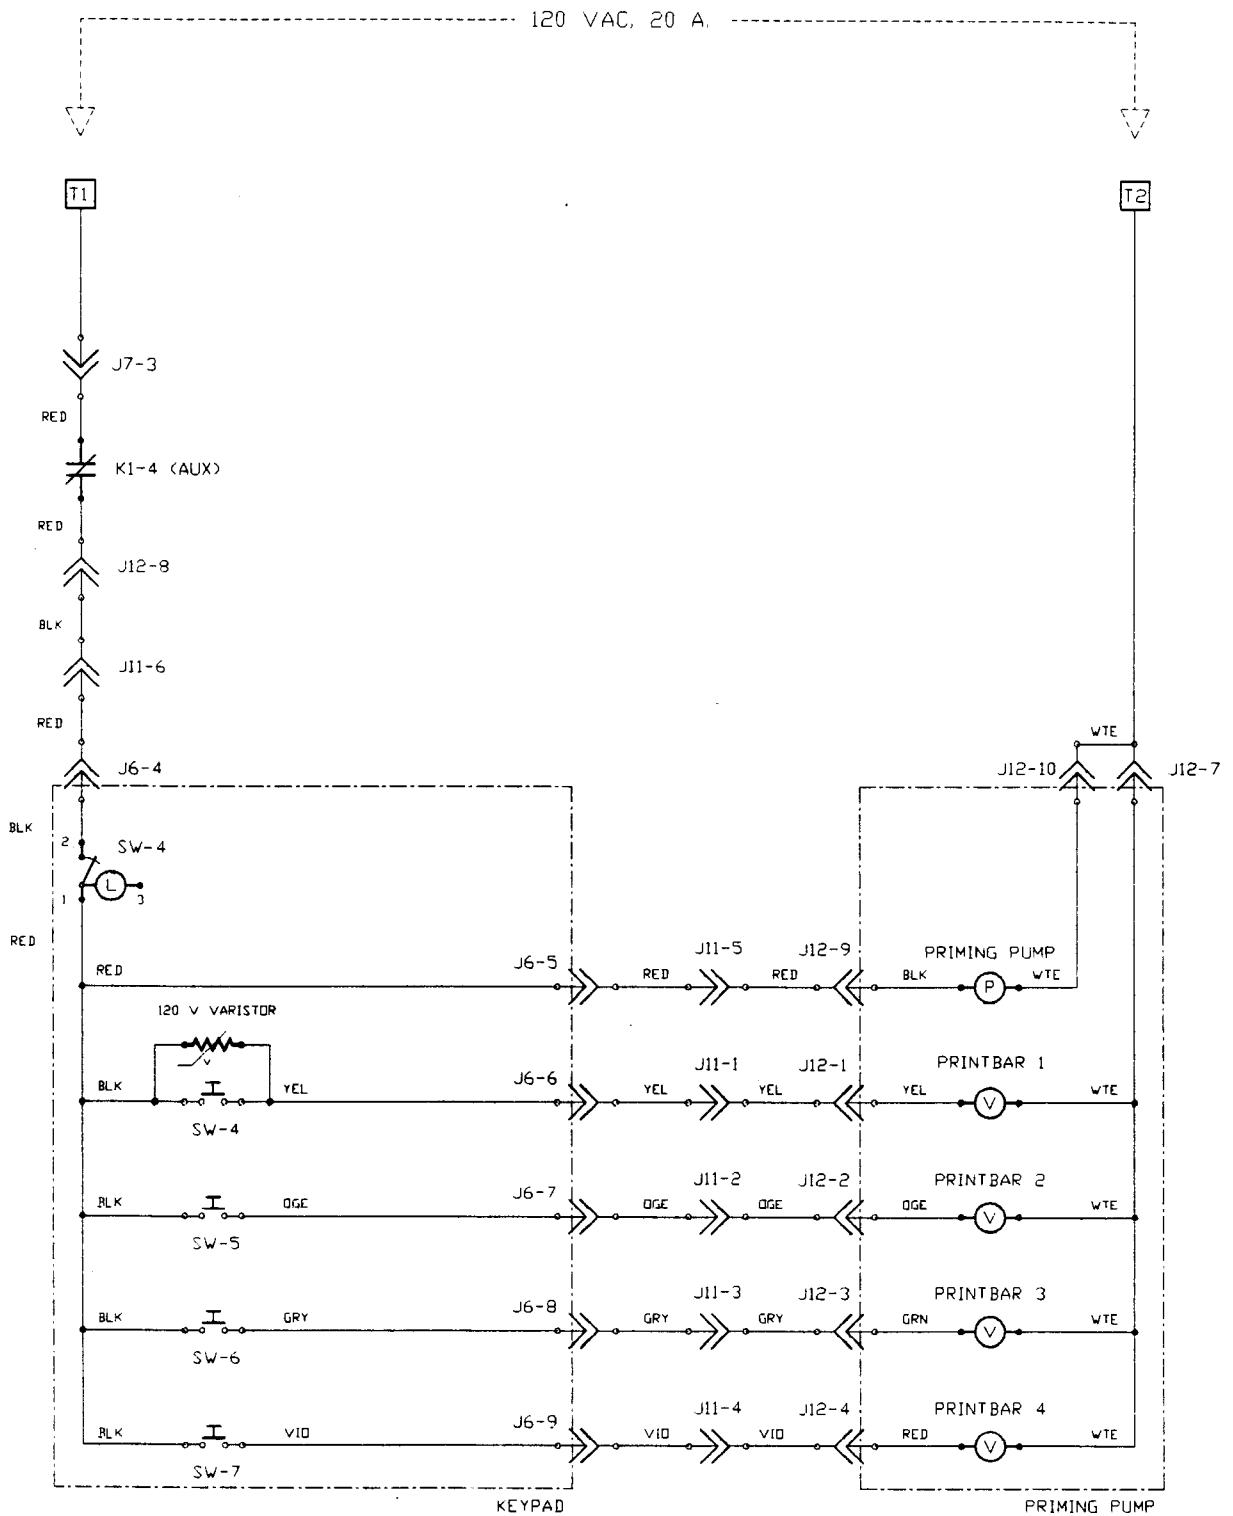 120 VAC, 20 A.
T1
T2
J7-3
RED
K1-4 (AUX)
RED
J12-8
BLK
J11-6
RED
WTE
J6-4
J12-10
J12-7
BLK
2
SW-4
L
1
3
RED
RED
J6-5
RED
J11-5
RED
J12-9
BLK
PRIMING PUMP
P
WTE
120 V VARISTOR
V
BLK
YEL
SW-4
J6-6
YEL
J11-1
YEL
J12-1
YEL
PRINTBAR 1
V
WTE
BLK
OGE
SW-5
J6-7
OGE
J11-2
OGE
J12-2
OGE
PRINTBAR 2
V
WTE
BLK
GRY
SW-6
J6-8
GRY
J11-3
GRY
J12-3
GRN
PRINTBAR 3
V
WTE
BLK
VIO
SW-7
J6-9
VIO
J11-4
VIO
J12-4
RED
PRINTBAR 4
V
WTE
KEYPAD
PRIMING PUMP